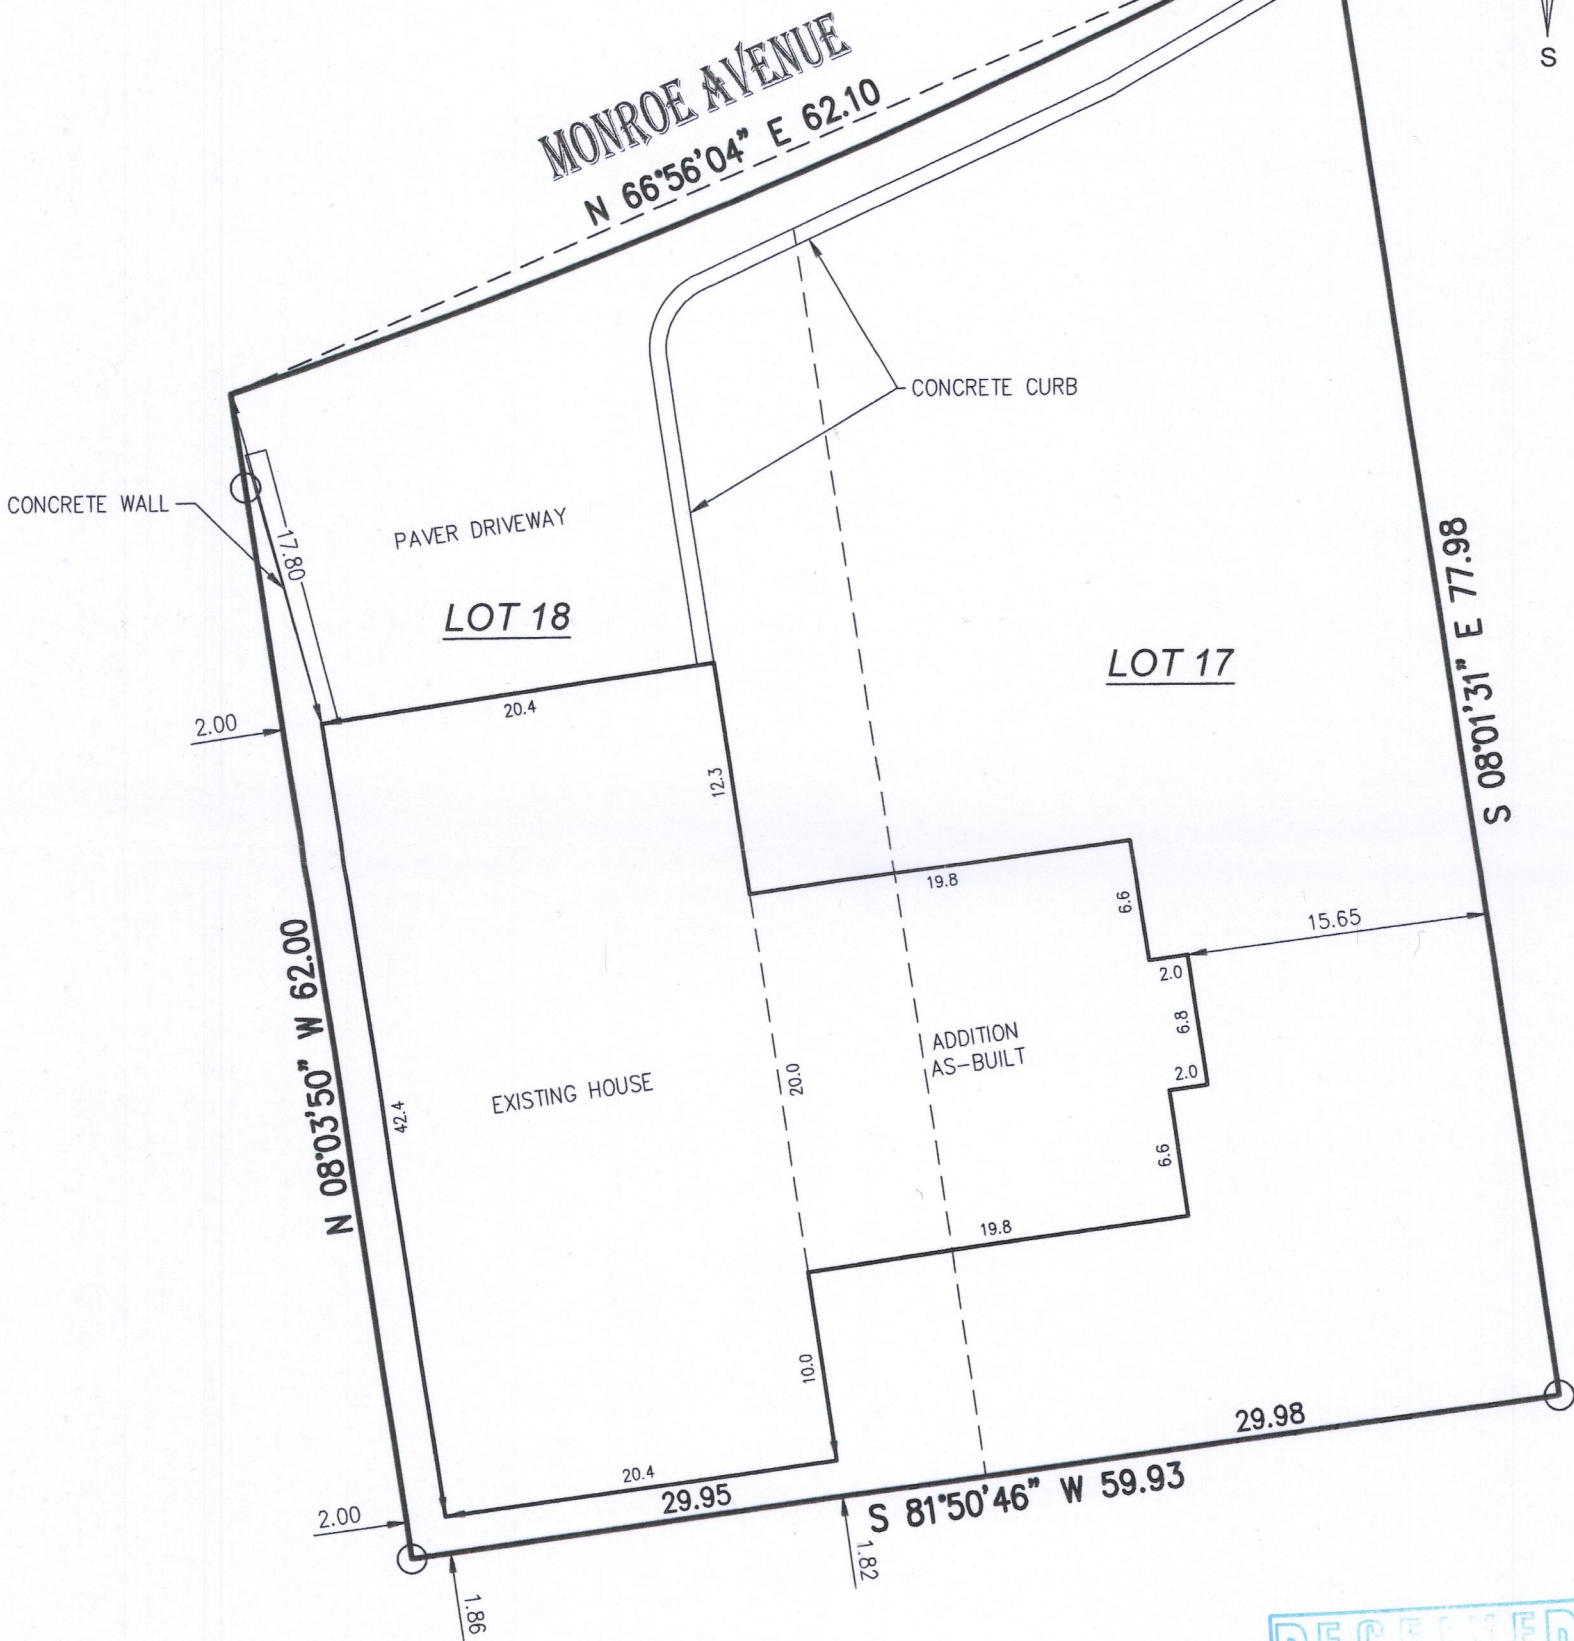 S
MONROE AVENUE
N 66°56'04" E 62.10
CONCRETE CURB
CONCRETE WALL
17.80
PAVER DRIVEWAY
LOT 18
LOT 17
S 08°01'31" E 77.98
2.00
20.4
12.3
19.8
6.6
15.65
2.0
6.8
2.0
6.6
N 08°03'50" W 62.00
42.4
EXISTING HOUSE
20.0
ADDITION
AS-BUILT
19.8
10.0
20.4
29.95
29.98
S 81°50'46" W 59.93
2.00
1.82
1.86
RECEIVED